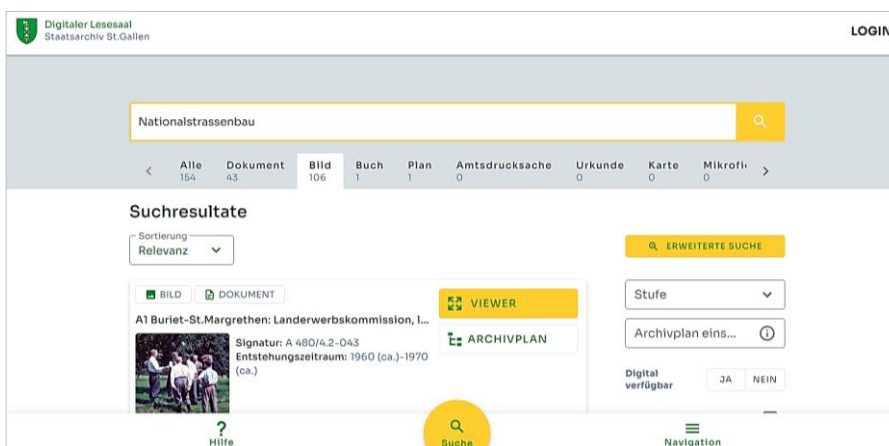 Digitaler Lesesaal
Staatsarchiv St.Gallen
LOGIN
Nationalstrassenbau
Alle Dokument Bild Buch Plan Amtsdrucksache Urkunde Karte Mikrofi
154 43 106 1 1 0 0 0 0
Suchresultate
Sortierung
Relevanz
ERWEITERTE SUCHE
BILD DOKUMENT
VIEWER
Stufe
A1 Buriet-St.Margrethen: Landerwerbskommission, 1...
ARCHIVPLAN
Archivplan eins...
Signatur: A 480/4.2-043
Entstehungszeitraum: 1960 (ca.)-1970
(ca.)
Digital
verfügbar
JA NEIN
? Hilfe
Suche
Navigation